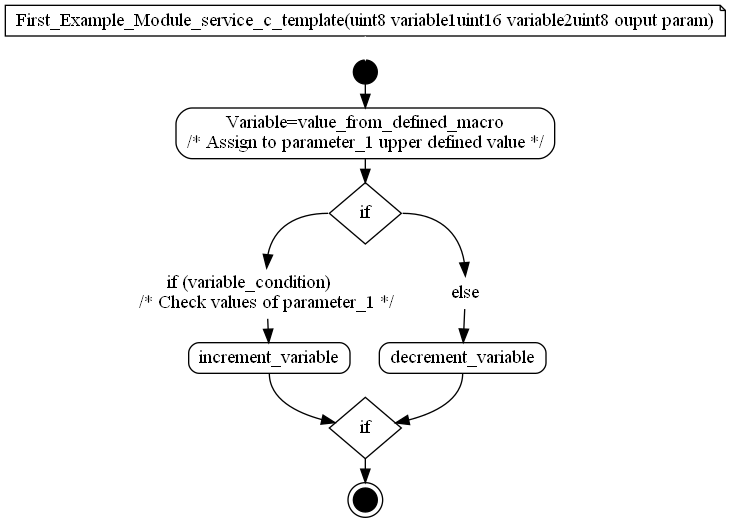 First_Example_Module_service_c_template(uint8 variable1uint16 variable2uint8 ouput param)
Variable=value_from_defined_macro
/* Assign to parameter_1 upper defined value */
if
if (variable_condition)
/* Check values of parameter_1 */
else
increment_variable
decrement_variable
if